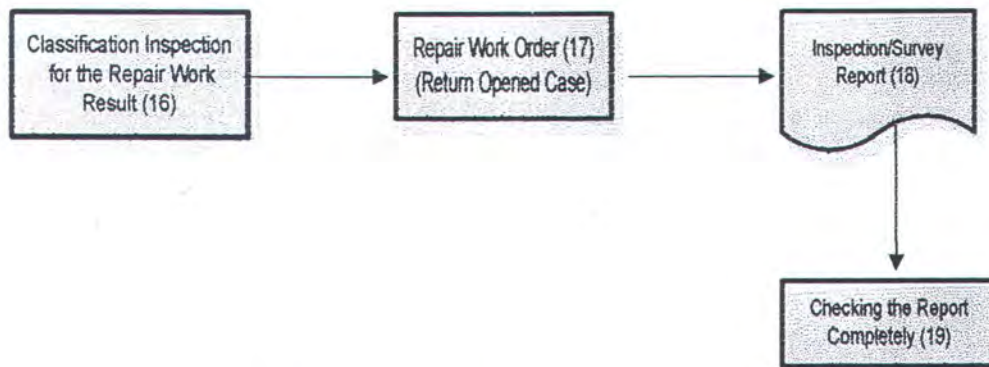 Classification Inspection
for the Repair Work
Result (16)
Repair Work Order (17)
(Return Opened Case)
Inspection/Survey
Report (18)
Checking the Report
Completely (19)